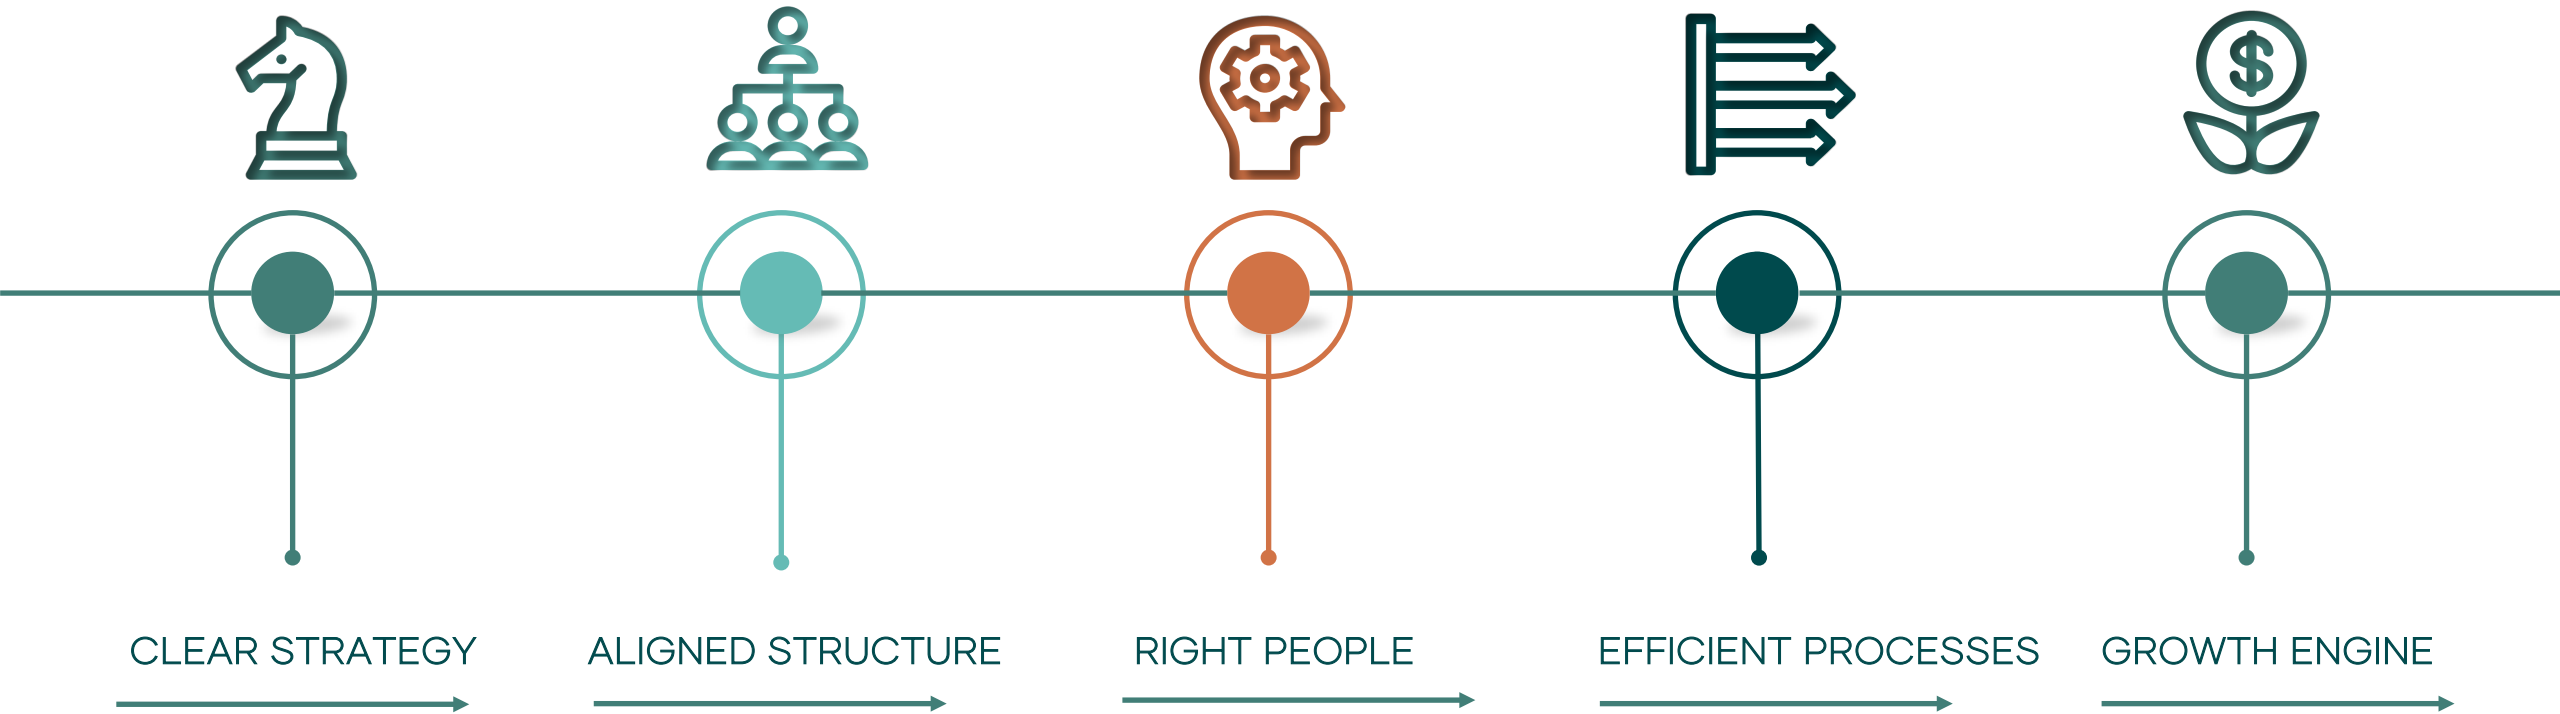 $
CLEAR STRATEGY
ALIGNED STRUCTURE
RIGHT PEOPLE
EFFICIENT PROCESSES
GROWTH ENGINE